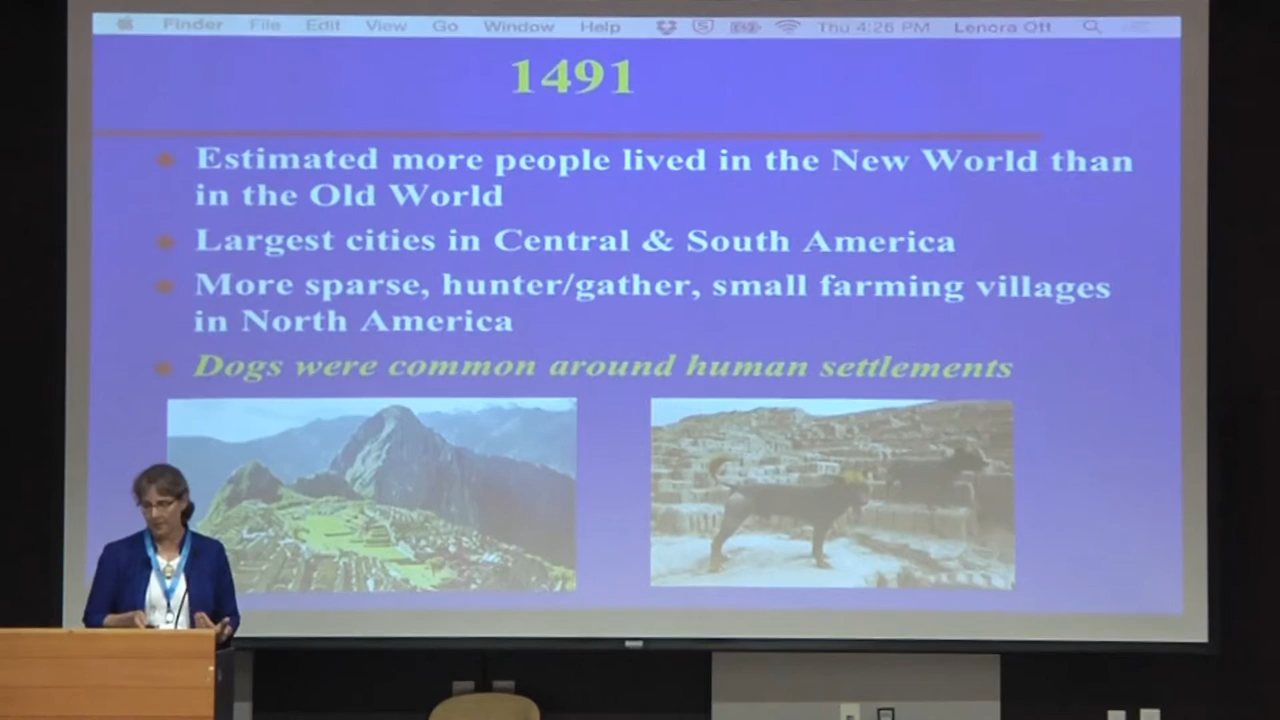 Finder File Edit View Go Window Help Thu 4:26 PM Lenora Ott
1491
Estimated more people lived in the New World than
in the Old World
Largest cities in Central & South America
More sparse, hunter/gather, small farming villages
in North America
Dogs were common around human settlements